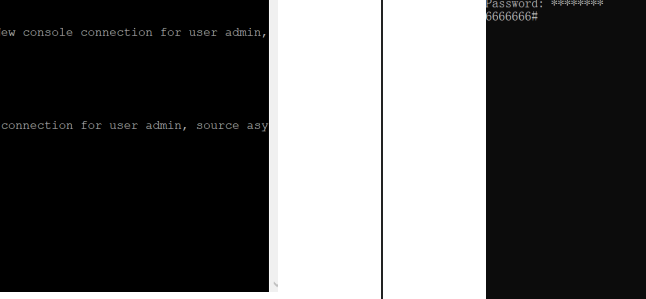 ew console connection for user admin,
connection for user admin, source asy
Password: ********
6666666#